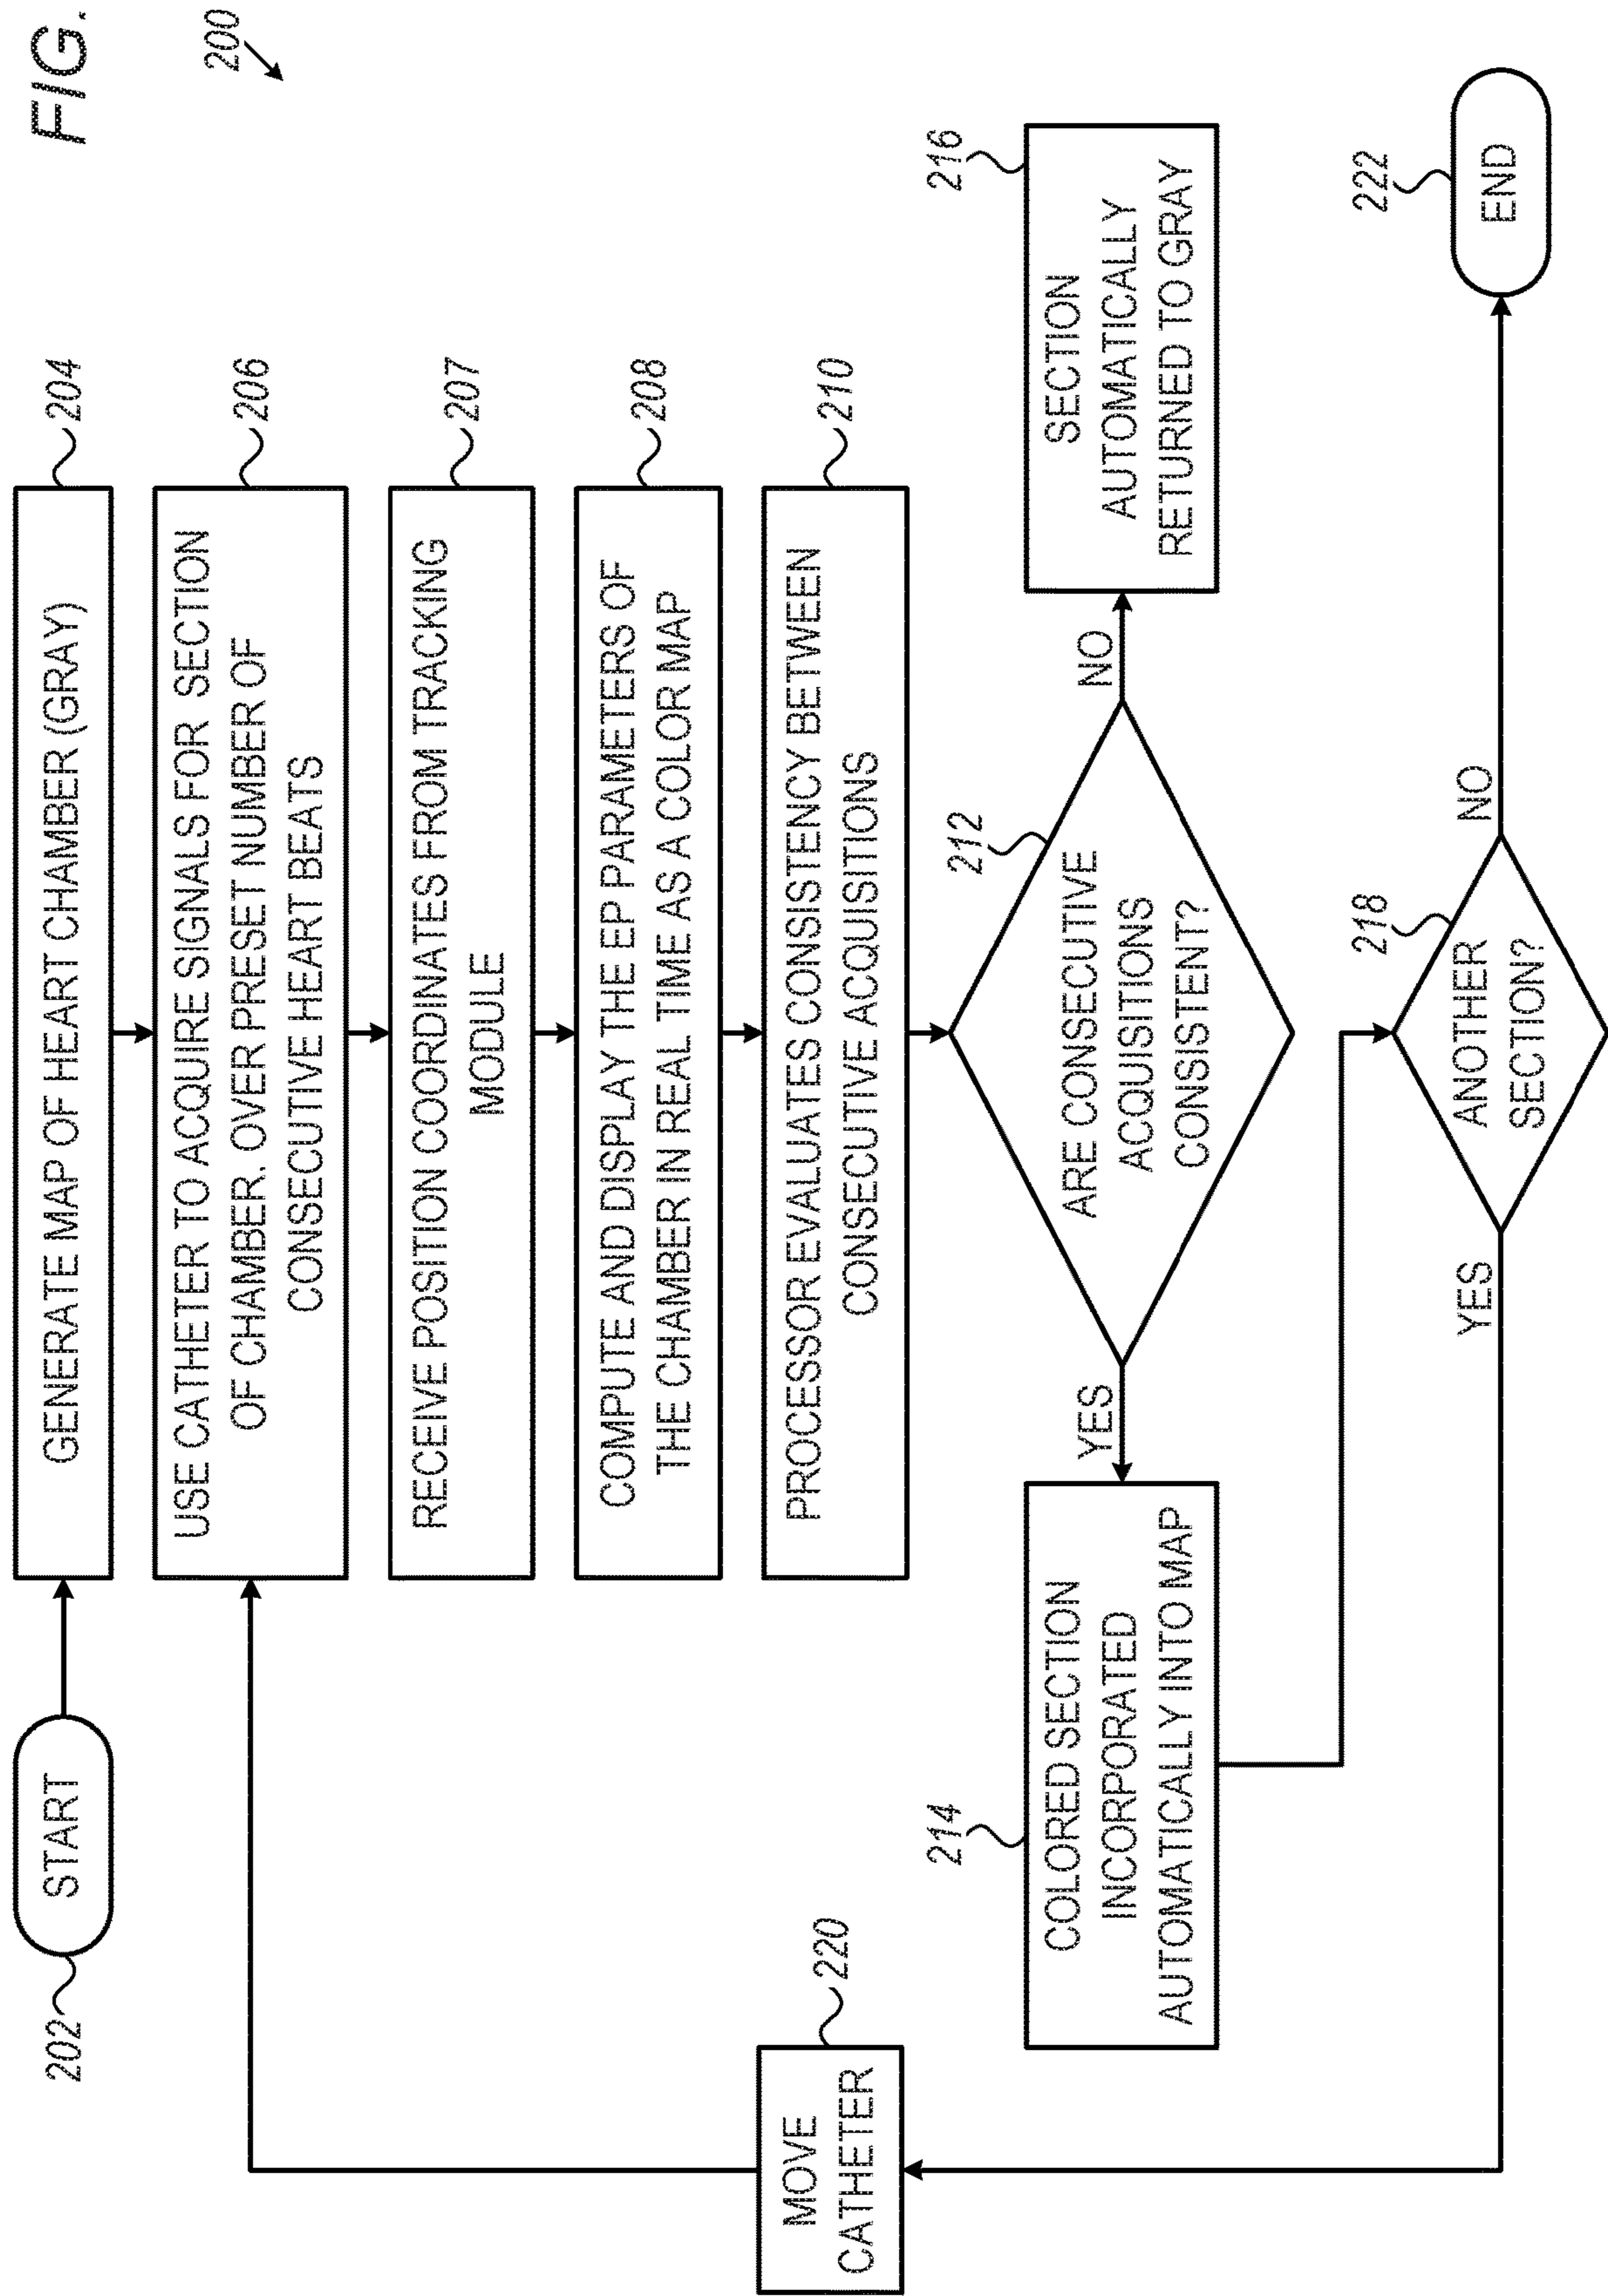 FIG.
200
START
202
GENERATE MAP OF HEART CHAMBER (GRAY)
204
USE CATHETER TO ACQUIRE SIGNALS FOR SECTION
OF CHAMBER. OVER PRESET NUMBER OF
CONSECUTIVE HEART BEATS
206
RECEIVE POSITION COORDINATES FROM TRACKING
MODULE
207
COMPUTE AND DISPLAY THE EP PARAMETERS OF
THE CHAMBER IN REAL TIME AS A COLOR MAP
208
PROCESSOR EVALUATES CONSISTENCY BETWEEN
CONSECUTIVE ACQUISITIONS
210
MOVE
CATHETER
220
ARE CONSECUTIVE
ACQUISITIONS
CONSISTENT?
212
YES
NO
COLORED SECTION
INCORPORATED
AUTOMATICALLY INTO MAP
214
SECTION
AUTOMATICALLY
RETURNED TO GRAY
216
ANOTHER
SECTION?
218
YES
NO
END
222